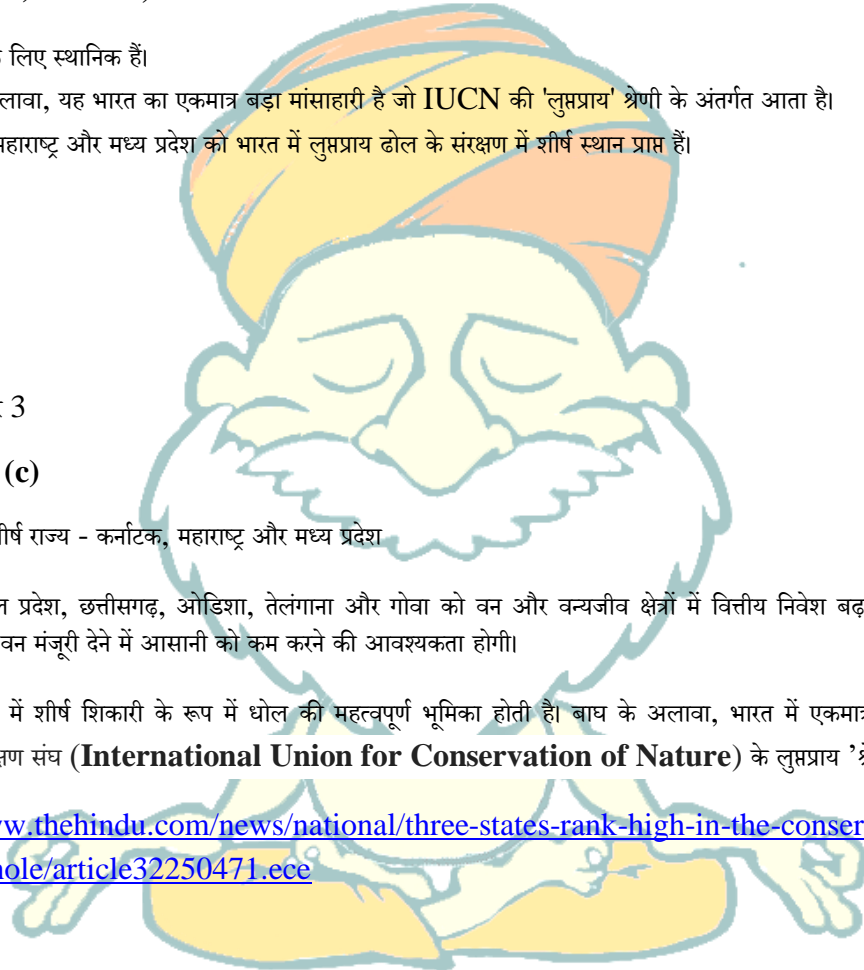 के लिए स्थानिक हैं।
अलावा, यह भारत का एकमात्र बड़ा मांसाहारी है जो IUCN की 'लुप्तप्राय' श्रेणी के अंतर्गत आता है।
महाराष्ट्र और मध्य प्रदेश को भारत में लुप्तप्राय ढोल के संरक्षण में शीर्ष स्थान प्राप्त हैं।
3
(c)
शीर्ष राज्य - कर्नाटक, महाराष्ट्र और मध्य प्रदेश
प्रदेश, छत्तीसगढ़, ओडिशा, तेलंगाना और गोवा को वन और वन्यजीव क्षेत्रों में वित्तीय निवेश
वन मंजूरी देने में आसानी को कम करने की आवश्यकता होगी।
में शीर्ष शिकारी के रूप में धोल की महत्वपूर्ण भूमिका होती है। बाघ के अलावा, भारत में एकमात्र
संघ (International Union for Conservation of Nature) के लुप्तप्राय
ww.thehindu.com/news/national/three-states-rank-high-in-the-conser
hole/article32250471.ece